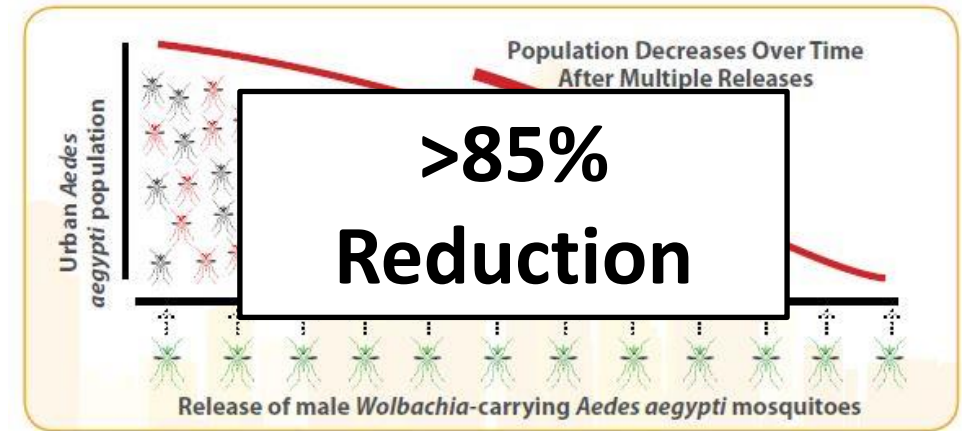 Population Decreases Over Time
After Multiple Releases
Urban Aedes
aegypti population
>85%
Reduction
Release of male Wolbachia-carrying Aedes aegypti mosquitoes